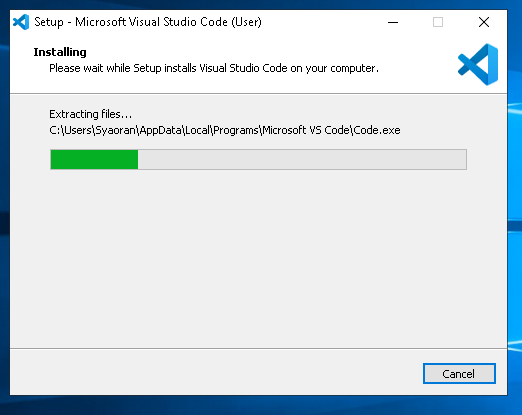 Setup - Microsoft Visual Studio Code (User)
Installing
Please wait while Setup installs Visual Studio Code on your computer.
Extracting files...
C:\Users\Syaoran\AppData\Local\Programs\Microsoft VS Code\Code.exe
Cancel